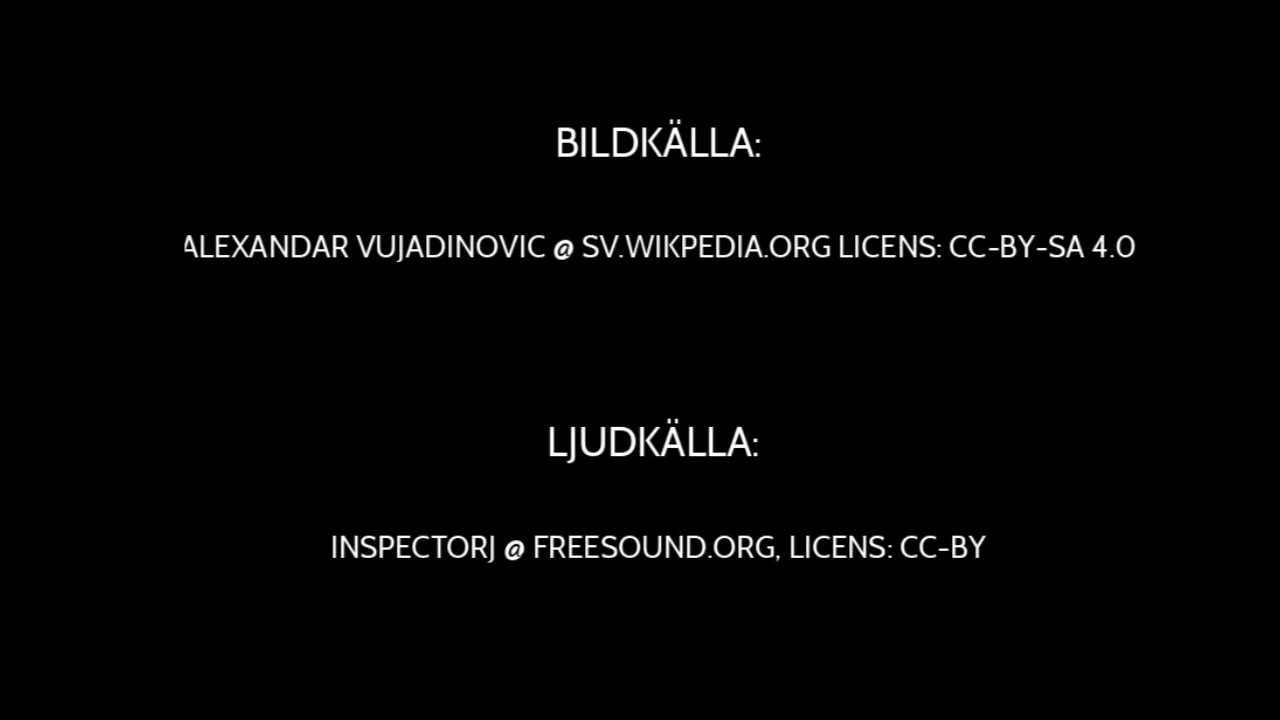 BILDKÄLLA:
ALEXANDAR VUJADINOVIC @ SV.WIKPEDIA.ORG LICENS: CC-BY-SA 4.0
LJUDKÄLLA:
INSPECTORJ @ FREESOUND.ORG, LICENS: CC-BY